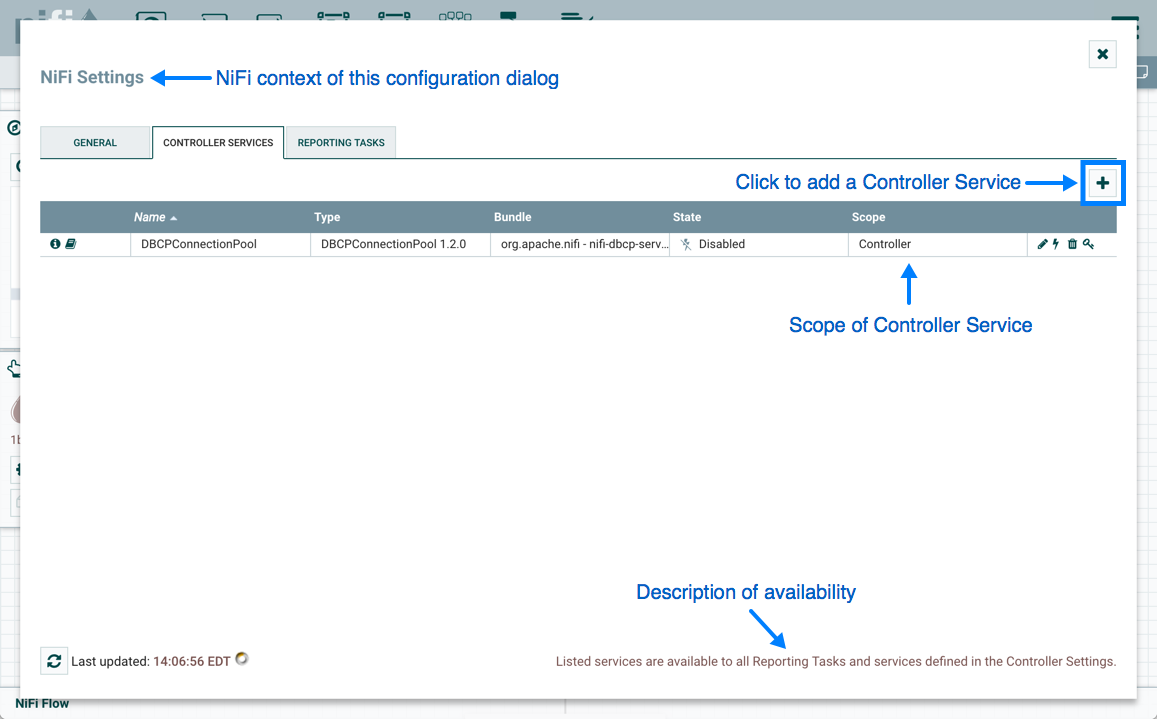 nifi
NiFi Settings
NiFi context of this configuration dialog
GENERAL
CONTROLLER SERVICES
REPORTING TASKS
Click to add a Controller Service
Name
Type
Bundle
State
Scope
DBCPConnectionPool
DBCPConnectionPool 1.2.0
org.apache.nifi - nifi-dbcp-serv...
Disabled
Controller
Scope of Controller Service
Description of availability
Last updated: 14:06:56 EDT
Listed services are available to all Reporting Tasks and services defined in the Controller Settings.
NiFi Flow